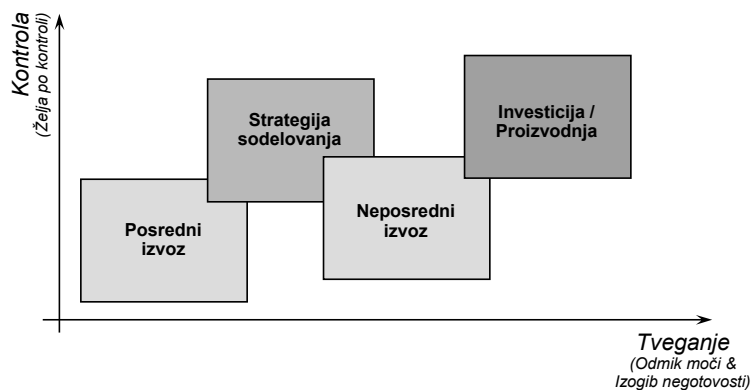 Kontrola
(Želja po kontroli)
Strategija
sodelovanja
Investicija /
Proizvodnja
Posredni
izvoz
Neposredni
izvoz
Tveganje
(Odmik moči &
Izogib negotovosti)